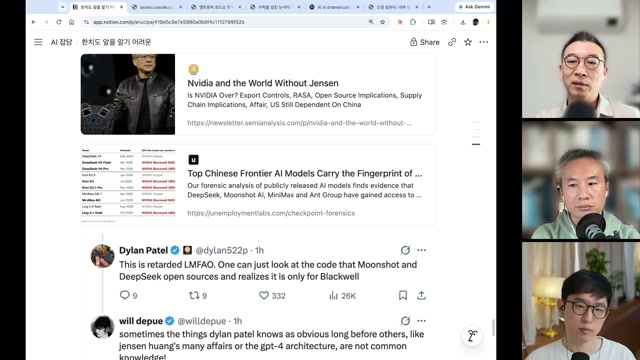 한치도 앞을 알기 어려운
app.notion.com/p/erucipe/419d5c9e7e5980a0b0f4c1112799f52b
Ask Gemini
AI 잡담
한치도 앞을 알기 어려운
Share
Nvidia and the World Without Jensen
Is NVIDIA Over? Export Controls, RASA, Open Source Implications, Supply
Chain Implications, Affair, US Still Dependent On China
https://newsletter.semianalysis.com/p/nvidia-and-the-world-without-...
Top Chinese Frontier AI Models Carry the Fingerprint of ...
Our forensic analysis of publicly released AI models finds evidence that
DeepSeek, Moonshot AI, MiniMax and Ant Group have gained access to ...
https://unemploymentlabs.com/checkpoint-forensics
Dylan Patel @dylan522p · 1h
This is retarded LMFAO. One can just look at the code that Moonshot and
DeepSeek open sources and realizes it is only for Blackwell
9 9 332 26K
will depue @willdepue · 1h
sometimes the things dylan patel knows as obvious long before others, like
jensen huang's many affairs or the gpt-4 architecture, are not common
knowledge!